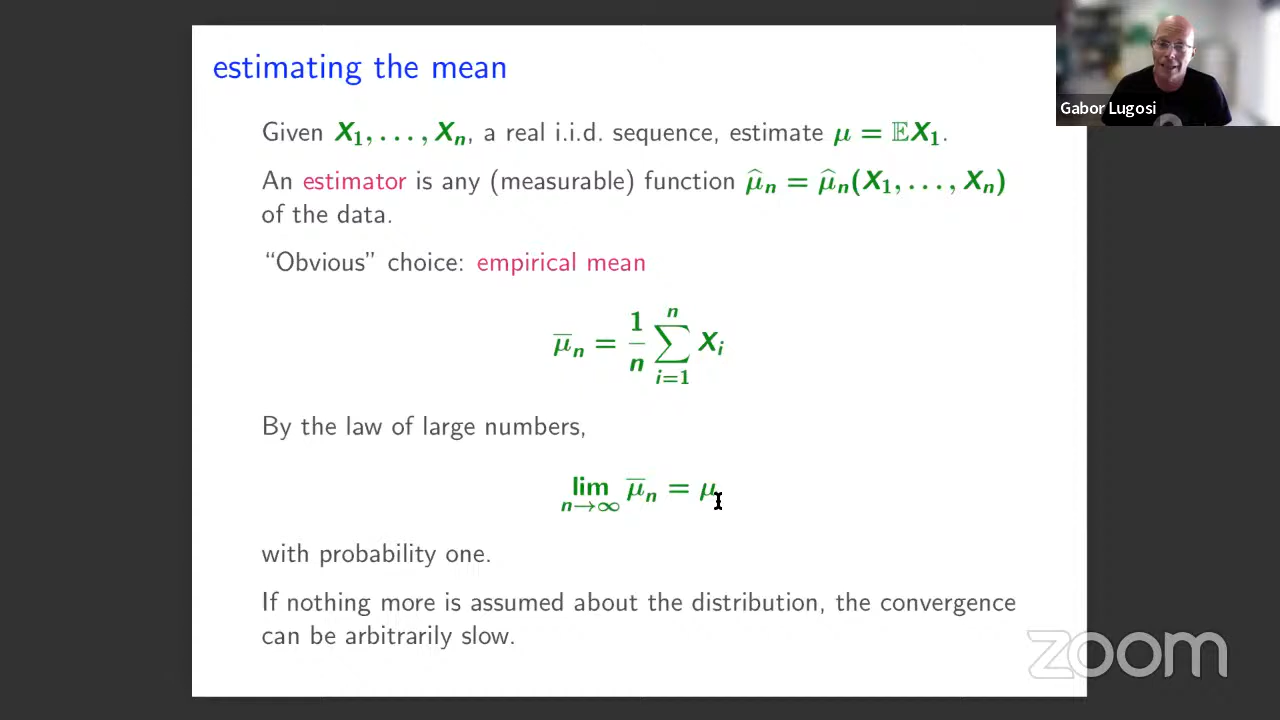 estimating the mean
Given X₁, . . . , Xₙ, a real i.i.d. sequence, estimate μ = 𝔼X₁.
An estimator is any (measurable) function μ̂ₙ = μ̂ₙ(X₁, . . . , Xₙ)
of the data.
“Obvious” choice: empirical mean
μ̅ₙ = 1/n ∑ᵢ₌₁ⁿ Xᵢ
By the law of large numbers,
lim n→∞ μ̅ₙ = μ
with probability one.
If nothing more is assumed about the distribution, the convergence
can be arbitrarily slow.
Gabor Lugosi
zoom